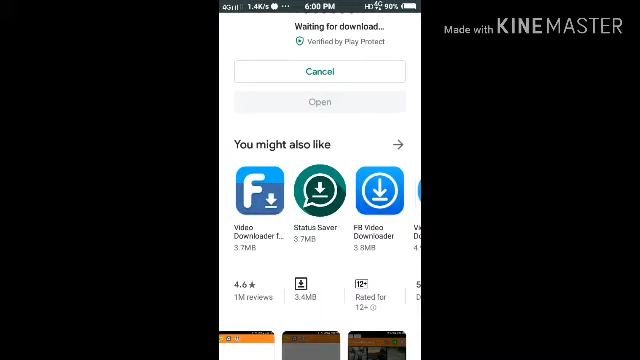 4G 1.4K/s ... 6:00 PM HD 4G 90%
Made with KINEMASTER
Waiting for download...
Verified by Play Protect
Cancel
Open
You might also like
Video Downloader f...
3.7MB
Status Saver
3.7MB
FB Video Downloader
3.8MB
4.6★
1M reviews
3.4MB
12+
Rated for
12+